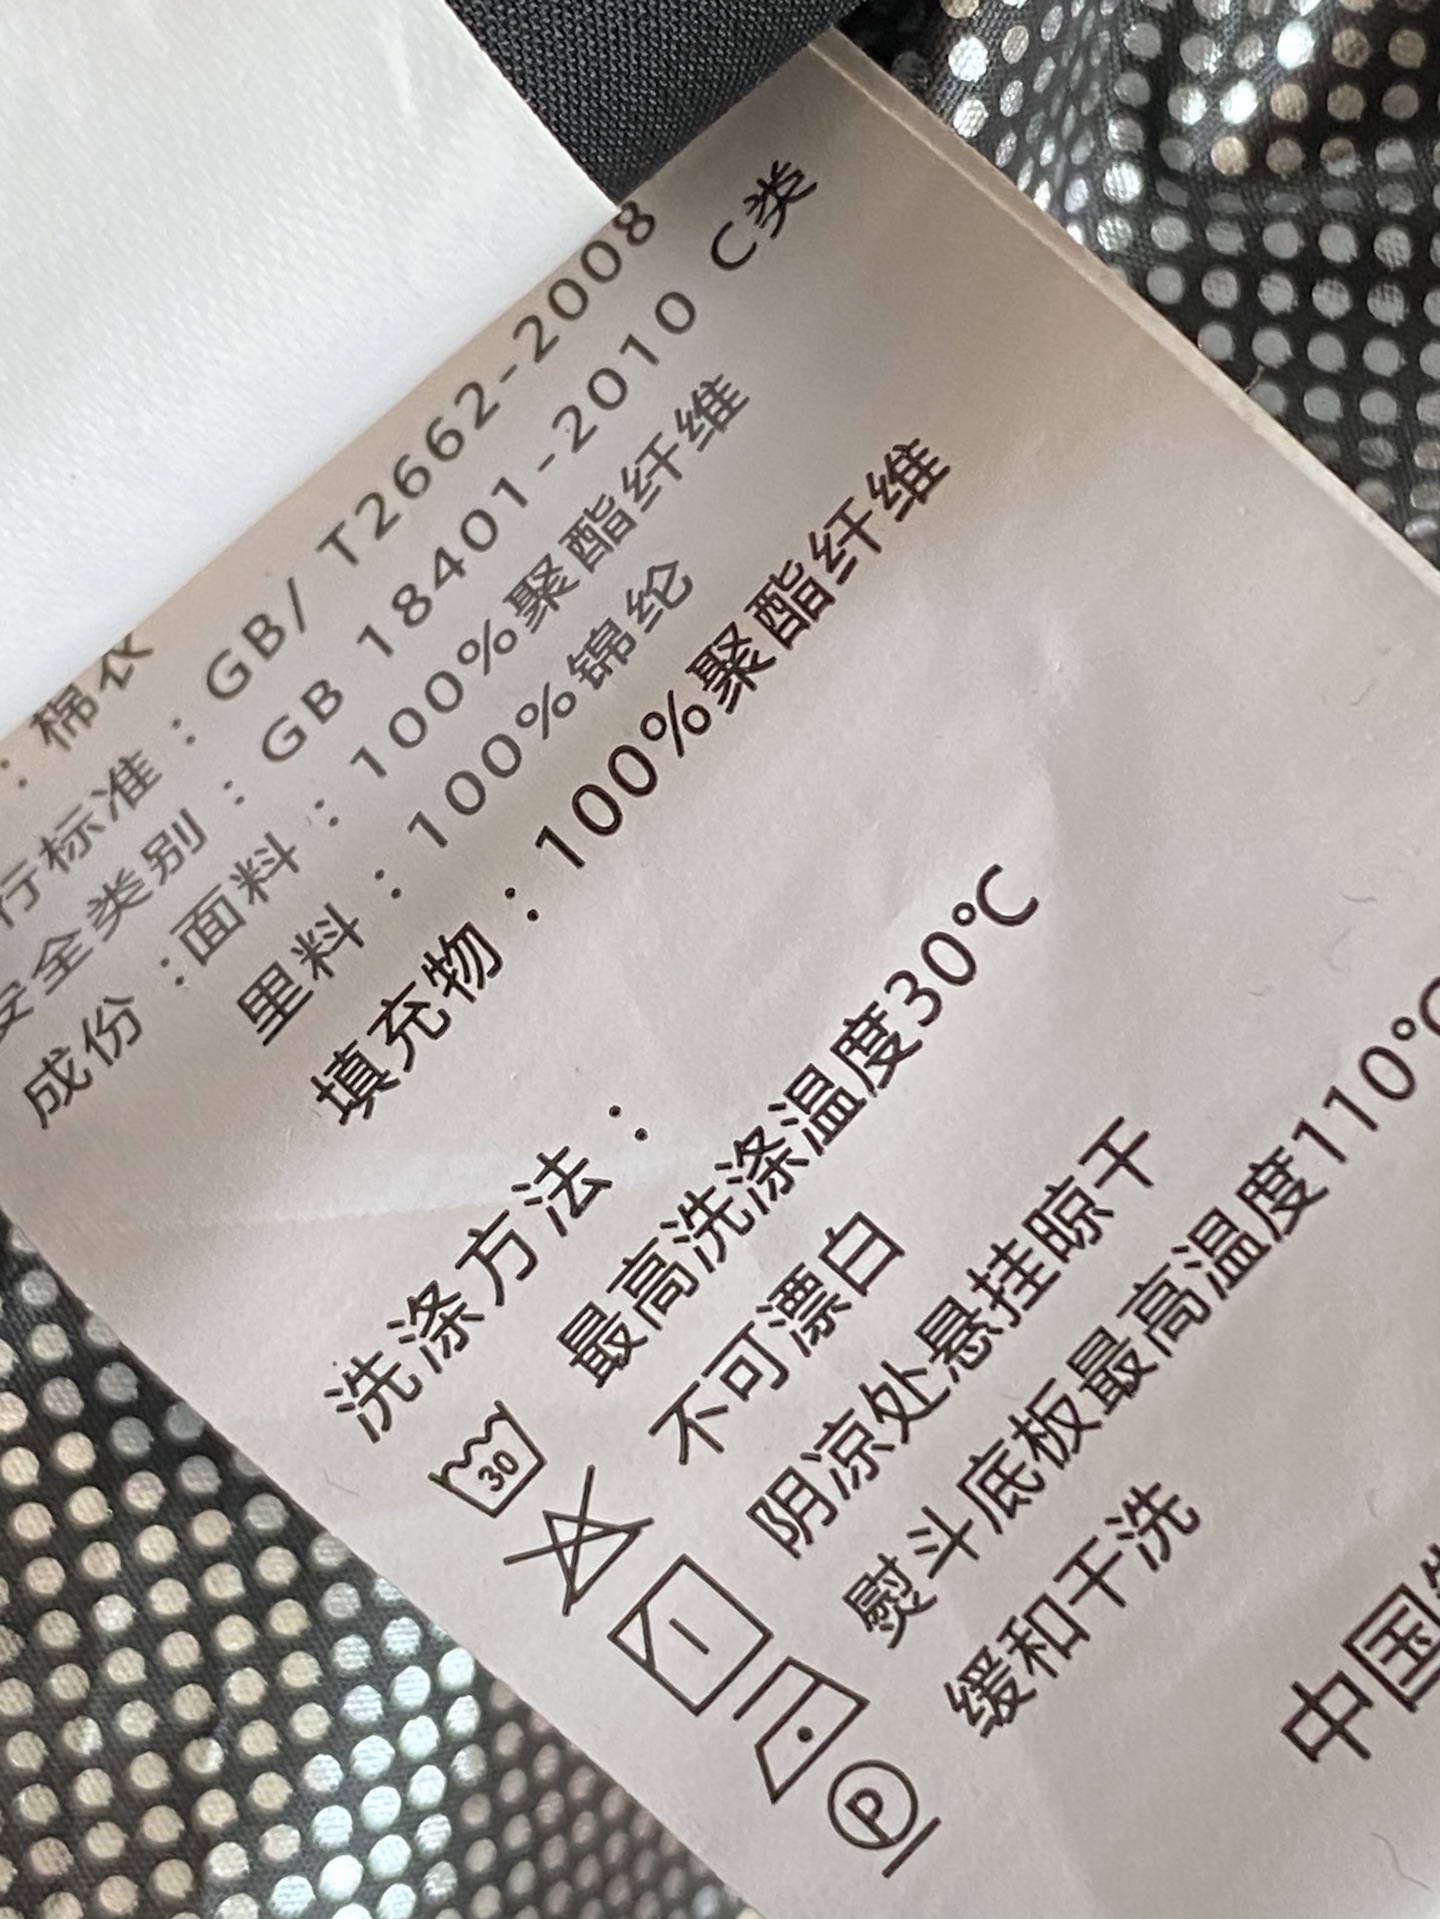 ：棉衣
行标准：GB/ T2662-2008
安全类别：GB 18401-2010 C类
成份：面料：100%聚酯纤维
里料：100%锦纶
填充物：100%聚酯纤维
洗涤方法：
30 最高洗涤温度30℃
不可漂白
阴凉处悬挂晾干
熨斗底板最高温度110℃
P 缓和干洗
中国